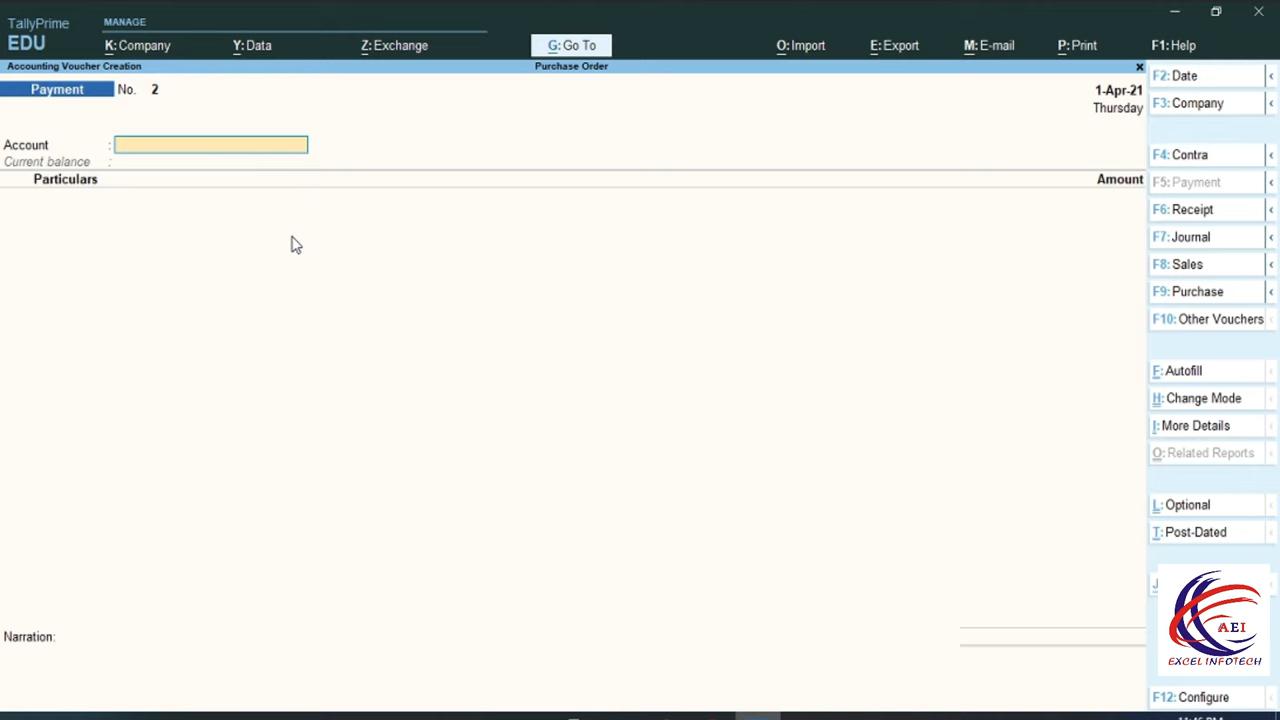 TallyPrime
EDU
MANAGE
K: Company
Y: Data
Z: Exchange
G: Go To
O: Import
E: Export
M: E-mail
P: Print
F1: Help
Accounting Voucher Creation
Purchase Order
Payment No. 2
1-Apr-21
Thursday
Account :
Current balance :
Particulars
Amount
Narration:
F2: Date
F3: Company
F4: Contra
F5: Payment
F6: Receipt
F7: Journal
F8: Sales
F9: Purchase
F10: Other Vouchers
F: Autofill
H: Change Mode
I: More Details
O: Related Reports
L: Optional
T: Post-Dated
AEI
EXCEL INFOTECH
F12: Configure